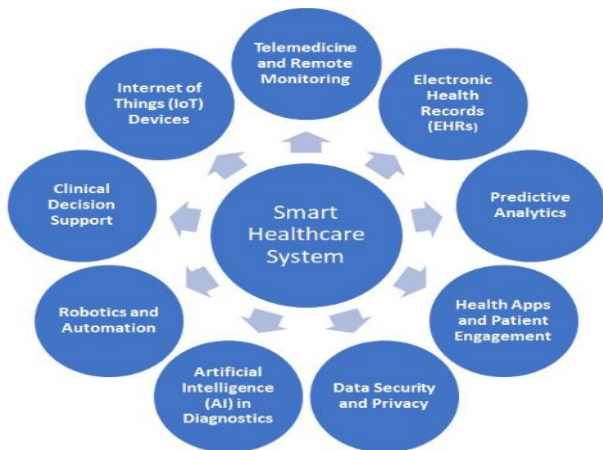 Telemedicine
and Remote
Monitoring
Electronic
Health
Records
(EHRs)
Predictive
Analytics
Health Apps
and Patient
Engagement
Data Security
and Privacy
Artificial
Intelligence
(AI) in
Diagnostics
Robotics and
Automation
Clinical
Decision
Support
Internet of
Things (IoT)
Devices
Smart
Healthcare
System